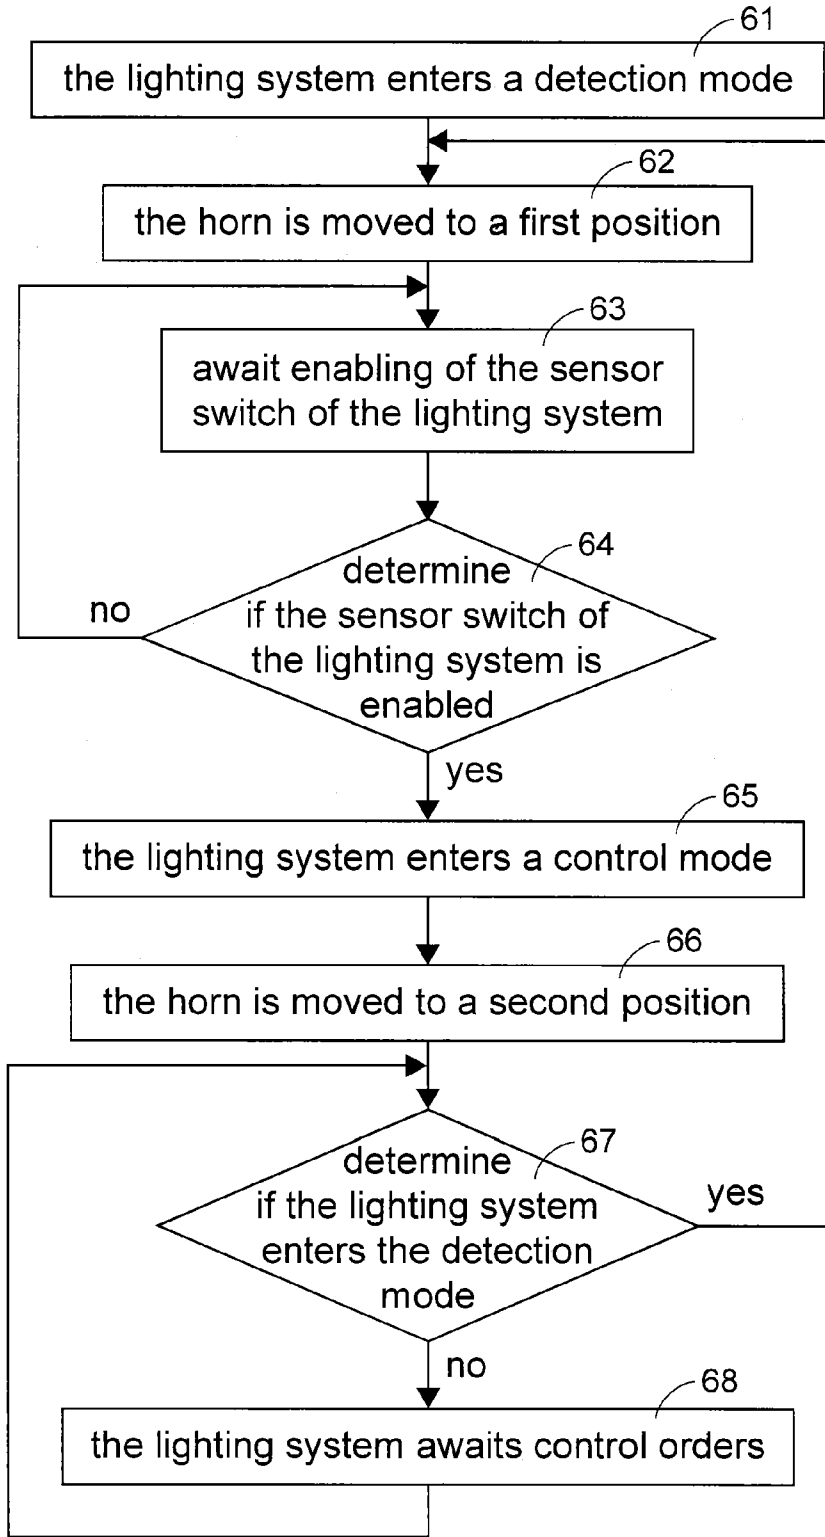 61
the lighting system enters a detection mode
62
the horn is moved to a first position
63
await enabling of the sensor
switch of the lighting system
64
determine
if the sensor switch of
the lighting system is
enabled
no
yes
65
the lighting system enters a control mode
66
the horn is moved to a second position
67
determine
if the lighting system
enters the detection
mode
yes
no
68
the lighting system awaits control orders